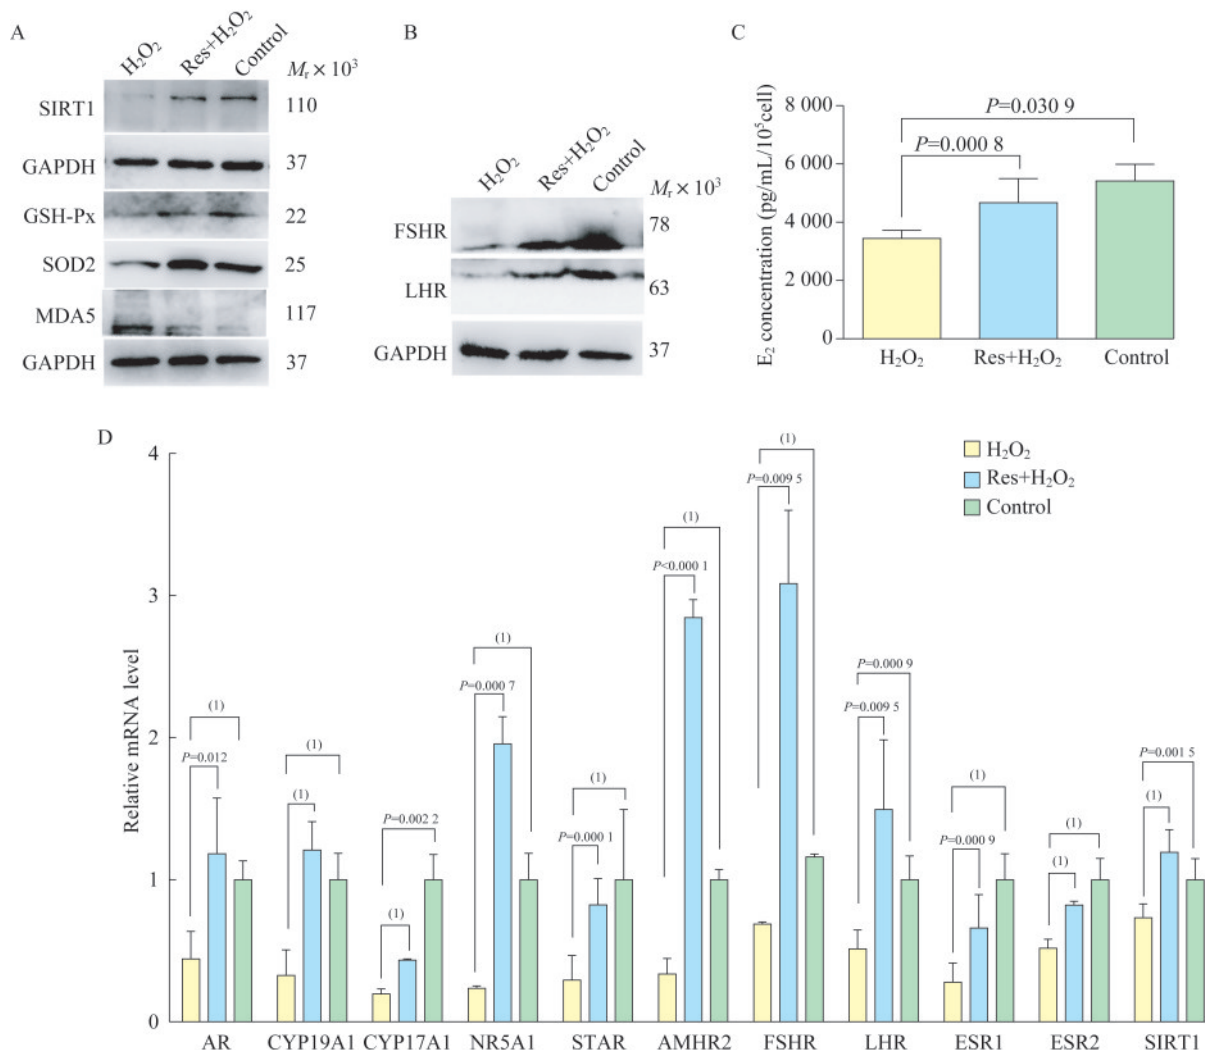 A
H₂O₂
Res+H₂O₂
Control
Mᵣ × 10³
SIRT1
110
GAPDH
37
GSH-Px
22
SOD2
25
MDA5
117
GAPDH
37
B
H₂O₂
Res+H₂O₂
Control
Mᵣ × 10³
FSHR
78
LHR
63
GAPDH
37
C
E₂ concentration (pg/mL/10⁵cell)
8 000
6 000
4 000
2 000
0
P=0.030 9
P=0.000 8
H₂O₂
Res+H₂O₂
Control
D
Relative mRNA level
4
3
2
1
0
H₂O₂
Res+H₂O₂
Control
(1)
P=0.012
(1)
(1)
P=0.002 2
(1)
(1)
P=0.000 7
(1)
P=0.000 1
(1)
P<0.000 1
(1)
P=0.009 5
P=0.000 9
P=0.009 5
(1)
P=0.000 9
(1)
(1)
P=0.001 5
(1)
AR
CYP19A1
CYP17A1
NR5A1
STAR
AMHR2
FSHR
LHR
ESR1
ESR2
SIRT1